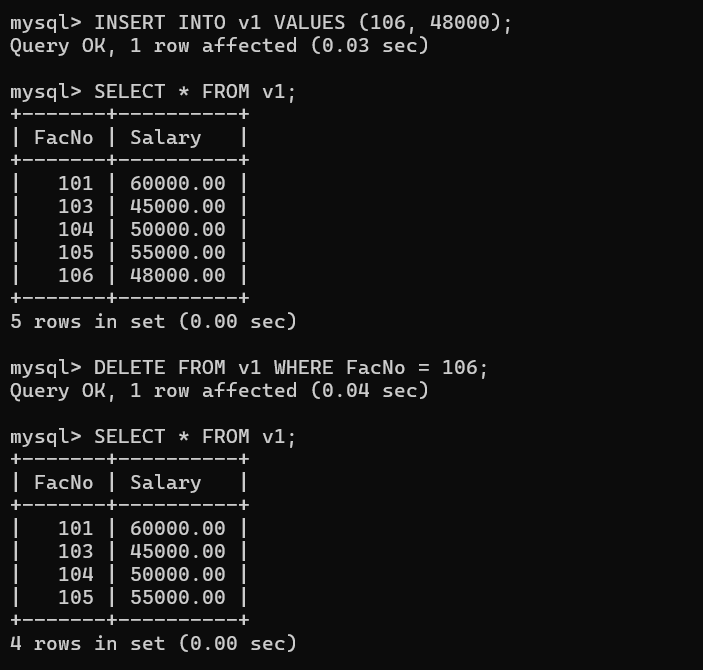 mysql> INSERT INTO v1 VALUES (106, 48000);
Query OK, 1 row affected (0.03 sec)
mysql> SELECT * FROM v1;
+-------+----------+
| FacNo | Salary   |
+-------+----------+
|   101 | 60000.00 |
|   103 | 45000.00 |
|   104 | 50000.00 |
|   105 | 55000.00 |
|   106 | 48000.00 |
+-------+----------+
5 rows in set (0.00 sec)
mysql> DELETE FROM v1 WHERE FacNo = 106;
Query OK, 1 row affected (0.04 sec)
mysql> SELECT * FROM v1;
+-------+----------+
| FacNo | Salary   |
+-------+----------+
|   101 | 60000.00 |
|   103 | 45000.00 |
|   104 | 50000.00 |
|   105 | 55000.00 |
+-------+----------+
4 rows in set (0.00 sec)